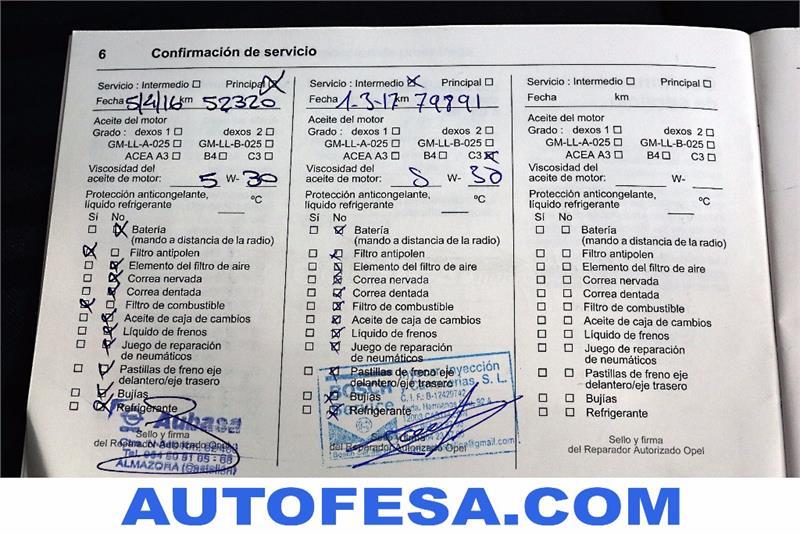 6 Confirmación de servicio
Servicio : Intermedio Principal
Fecha 5/4/16 km 52320
Aceite del motor
Grado : dexos 1 dexos 2
GM-LL-A-025 GM-LL-B-025
ACEA A3 B4 C3
Viscosidad del
aceite de motor: 5 W- 30
Protección anticongelante,
líquido refrigerante ºC
Sí No
Batería
(mando a distancia de la radio)
Filtro antipolen
Elemento del filtro de aire
Correa nervada
Correa dentada
Filtro de combustible
Aceite de caja de cambios
Líquido de frenos
Juego de reparación
de neumáticos
Pastillas de freno eje
delantero/eje trasero
Bujías
Refrigerante
Aubasa
Sello y firma
del Reparador Autorizado Opel
ALMAZORA (Castellón)
Servicio : Intermedio Principal
Fecha 1-3-17 km 79891
Aceite del motor
Grado : dexos 1 dexos 2
GM-LL-A-025 GM-LL-B-025
ACEA A3 B4 C3
Viscosidad del
aceite de motor: 5 W- 30
Protección anticongelante,
líquido refrigerante ºC
Sí No
Batería
(mando a distancia de la radio)
Filtro antipolen
Elemento del filtro de aire
Correa nervada
Correa dentada
Filtro de combustible
Aceite de caja de cambios
Líquido de frenos
Juego de reparación
de neumáticos
Pastillas de freno eje
delantero/eje trasero
Bujías
Refrigerante
Inyección
S. L.
BOSCH
Service
C. I. F.: B-12429742
Sello y firma
del Reparador Autorizado Opel
@gmail.com
Servicio : Intermedio Principal
Fecha km
Aceite del motor
Grado : dexos 1 dexos 2
GM-LL-A-025 GM-LL-B-025
ACEA A3 B4 C3
Viscosidad del
aceite de motor: W-
Protección anticongelante,
líquido refrigerante ºC
Sí No
Batería
(mando a distancia de la radio)
Filtro antipolen
Elemento del filtro de aire
Correa nervada
Correa dentada
Filtro de combustible
Aceite de caja de cambios
Líquido de frenos
Juego de reparación
de neumáticos
Pastillas de freno eje
delantero/eje trasero
Bujías
Refrigerante
Sello y firma
del Reparador Autorizado Opel
AUTOFESA.COM